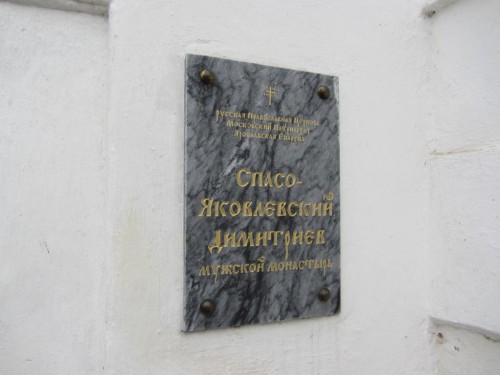 Русская Православная Церковь
Московский Патриархат
Ярославская Епархия
Спасо-
Яковлевский
Димитриев
мужской монастырь